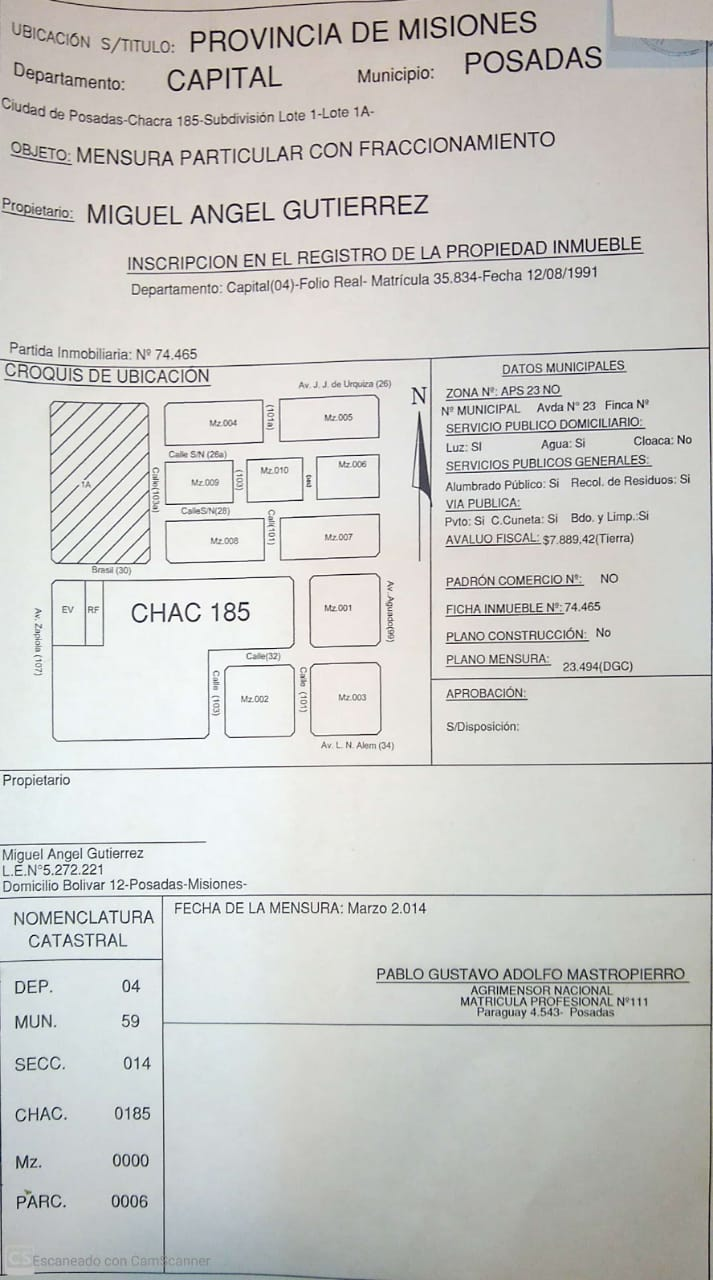 UBICACIÓN S/TITULO: PROVINCIA DE MISIONES
Departamento: CAPITAL Municipio: POSADAS
Ciudad de Posadas-Chacra 185-Subdivisión Lote 1-Lote 1A-
OBJETO: MENSURA PARTICULAR CON FRACCIONAMIENTO
Propietario: MIGUEL ANGEL GUTIERREZ
INSCRIPCION EN EL REGISTRO DE LA PROPIEDAD INMUEBLE
Departamento: Capital(04)-Folio Real- Matrícula 35.834-Fecha 12/08/1991
Partida Inmobiliaria: Nº 74.465
CROQUIS DE UBICACIÓN
Av. J. J. de Urquiza (26)
N
Mz.004
(101a)
Mz.005
Calle S/N (26a)
1A
Calle(103a)
Mz.009
(103)
Mz.010
Mz.006
CalleS/N(28)
Mz.008
Call(101)
Mz.007
Brasil (30)
EV
RF
CHAC 185
Mz.001
Av. Aguado(99)
Av. Zapiola (107)
Calle(32)
Calle (103)
Mz.002
Calle (101)
Mz.003
Av. L. N. Alem (34)
DATOS MUNICIPALES
ZONA Nº: APS 23 NO
Nº MUNICIPAL Avda N° 23 Finca Nº
SERVICIO PUBLICO DOMICILIARIO:
Luz: SI Agua: Si Cloaca: No
SERVICIOS PUBLICOS GENERALES:
Alumbrado Público: Si Recol. de Residuos: Si
VIA PUBLICA:
Pvto: Si C.Cuneta: Si Bdo. y Limp.:Si
AVALUO FISCAL: $7.889,42(Tierra)
PADRÓN COMERCIO Nº: NO
FICHA INMUEBLE Nº: 74.465
PLANO CONSTRUCCIÓN: No
PLANO MENSURA: 23.494(DGC)
APROBACIÓN:
S/Disposición:
Propietario
Miguel Angel Gutierrez
L.E.N°5.272.221
Domicilio Bolivar 12-Posadas-Misiones-
NOMENCLATURA
CATASTRAL
DEP. 04
MUN. 59
SECC. 014
CHAC. 0185
Mz. 0000
PARC. 0006
FECHA DE LA MENSURA: Marzo 2.014
PABLO GUSTAVO ADOLFO MASTROPIERRO
AGRIMENSOR NACIONAL
MATRICULA PROFESIONAL Nº111
Paraguay 4.543- Posadas
CS Escaneado con CamScanner